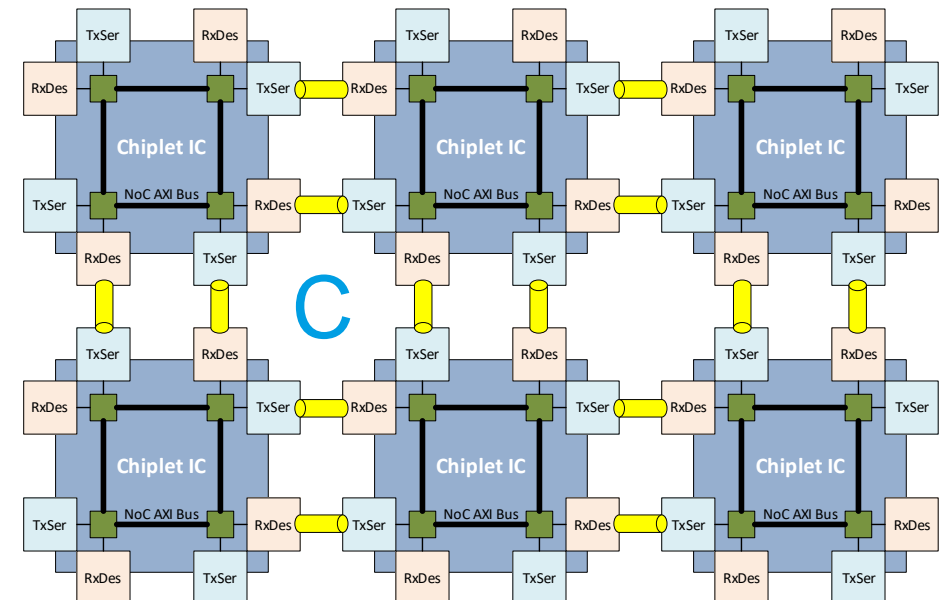 TxSer RxDes TxSer RxDes TxSer RxDes
RxDes TxSer RxDes TxSer RxDes TxSer
Chiplet IC Chiplet IC Chiplet IC
NoC AXI Bus NoC AXI Bus NoC AXI Bus
TxSer RxDes TxSer RxDes TxSer RxDes
RxDes TxSer RxDes TxSer RxDes TxSer
C
TxSer RxDes TxSer RxDes TxSer RxDes
RxDes TxSer RxDes TxSer RxDes TxSer
Chiplet IC Chiplet IC Chiplet IC
NoC AXI Bus NoC AXI Bus NoC AXI Bus
TxSer RxDes TxSer RxDes TxSer RxDes
RxDes TxSer RxDes TxSer RxDes TxSer